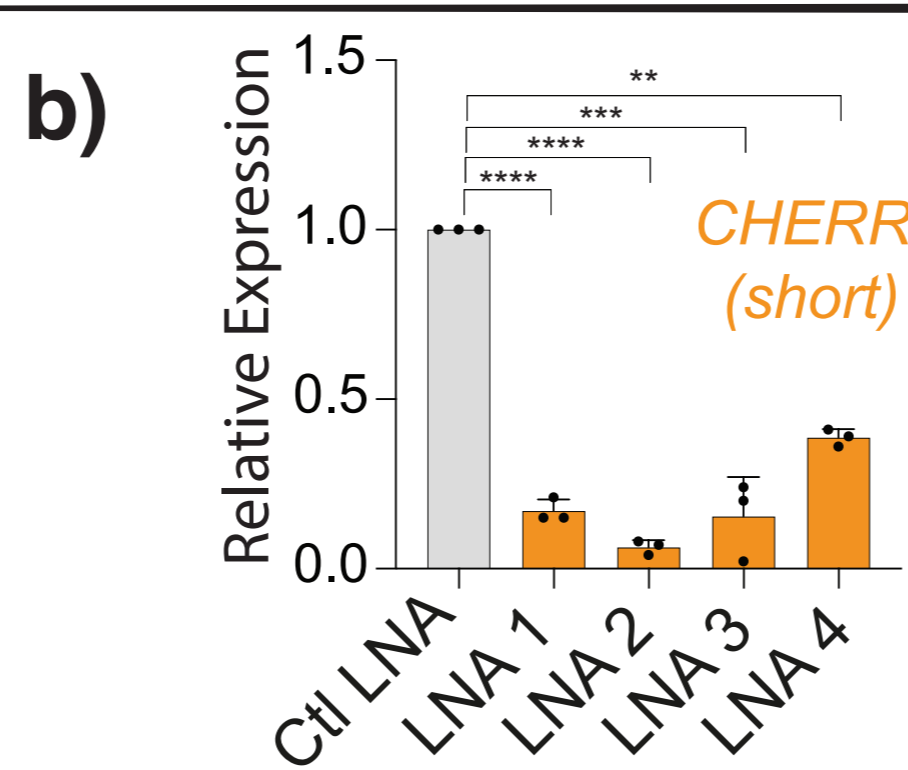 b)
Relative Expression
1.5
1.0
0.5
0.0
**
***
****
****
CHERR
(short)
Ctl LNA
LNA 1
LNA 2
LNA 3
LNA 4